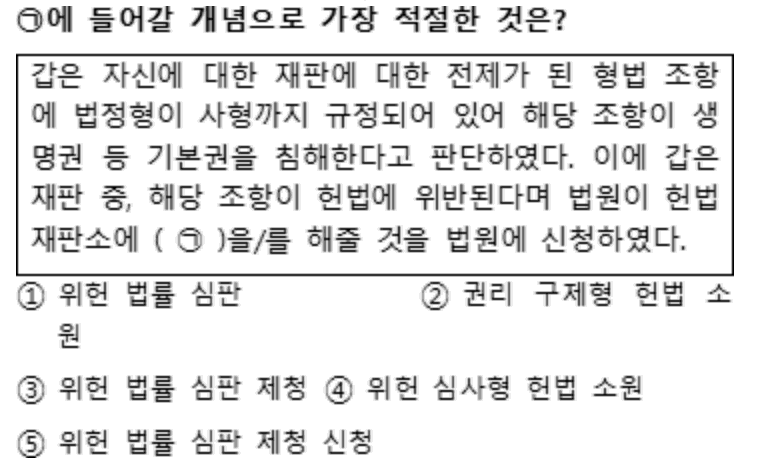 ㉠에 들어갈 개념으로 가장 적절한 것은?
갑은 자신에 대한 재판에 대한 전제가 된 형법 조항
에 법정형이 사형까지 규정되어 있어 해당 조항이 생
명권 등 기본권을 침해한다고 판단하였다. 이에 갑은
재판 중, 해당 조항이 헌법에 위반된다며 법원이 헌법
재판소에 ( ㉠ )을/를 해줄 것을 법원에 신청하였다.
① 위헌 법률 심판 ② 권리 구제형 헌법 소
원
③ 위헌 법률 심판 제청 ④ 위헌 심사형 헌법 소원
⑤ 위헌 법률 심판 제청 신청